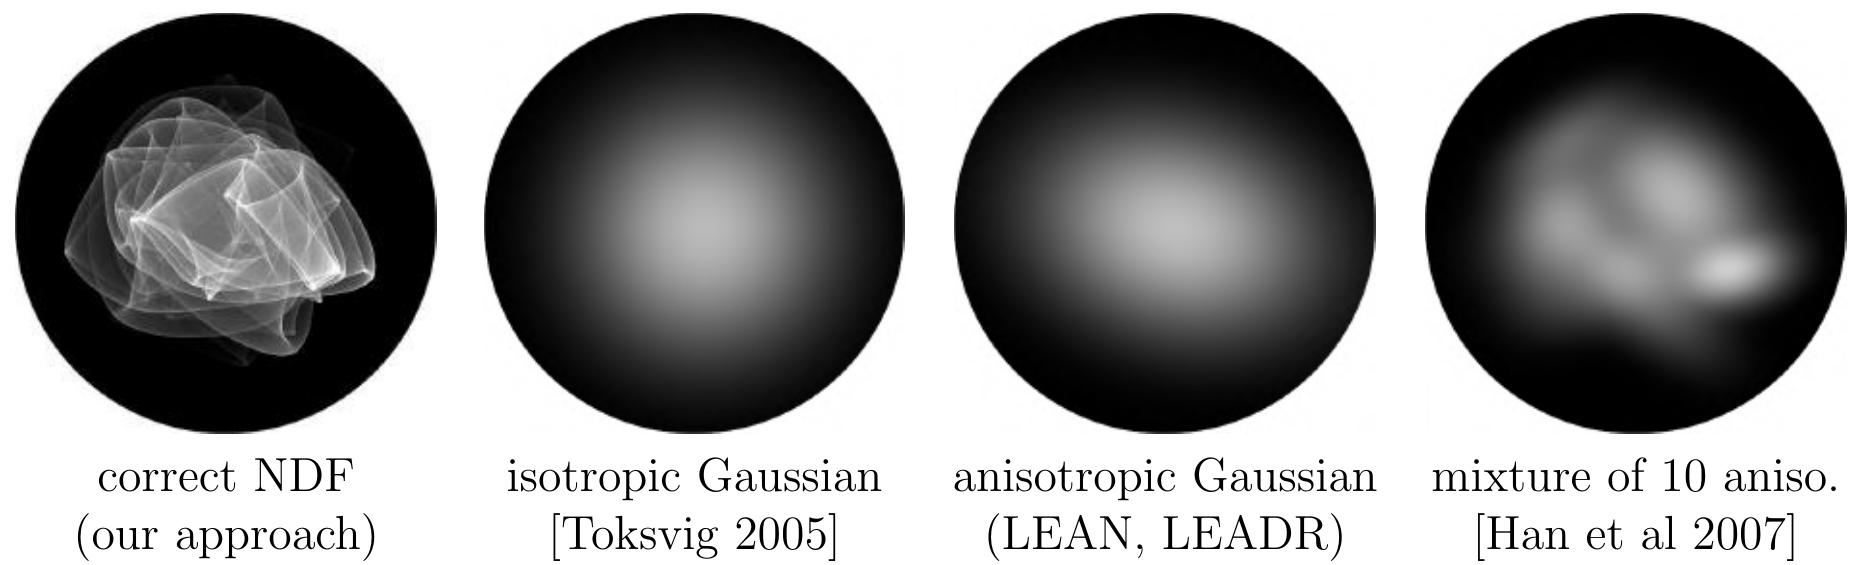 correct NDF
(our approach)
isotropic Gaussian
[Toksvig 2005]
anisotropic Gaussian
(LEAN, LEADR)
mixture of 10 aniso.
[Han et al 2007]